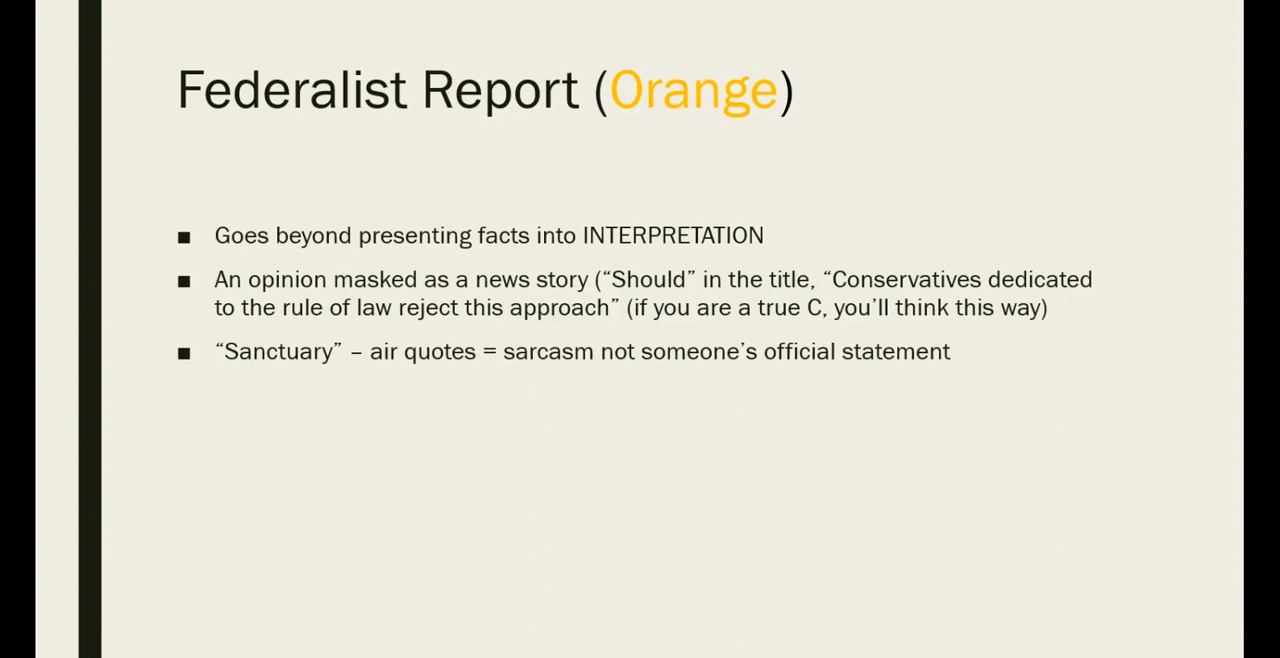 Federalist Report (Orange)
■ Goes beyond presenting facts into INTERPRETATION
■ An opinion masked as a news story (“Should” in the title, “Conservatives dedicated
to the rule of law reject this approach” (if you are a true C, you’ll think this way)
■ “Sanctuary” – air quotes = sarcasm not someone’s official statement